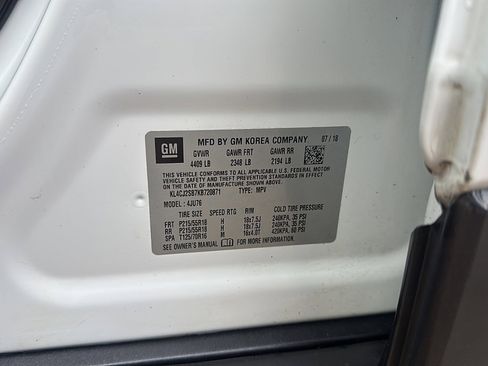 GM MFD BY GM KOREA COMPANY 07/18
GVWR GAWR FRT GAWR RR
4409 LB 2348 LB 2194 LB
THIS VEHICLE CONFORMS TO ALL APPLICABLE U.S. FEDERAL MOTOR
VEHICLE SAFETY AND THEFT PREVENTION STANDARDS IN EFFECT
ON THE DATE OF MANUFACTURE SHOWN ABOVE.
KL4CJ2SB7KB720871 TYPE: MPV
MODEL: 4JU76
TIRE SIZE SPEED RTG RIM COLD TIRE PRESSURE
FRT P215/55R18 H 18x7.5J 240KPA, 35 PSI
RR P215/55R18 H 18x7.5J 240KPA, 35 PSI
SPA T125/70R16 M 16x4.0T 420KPA, 60 PSI
SEE OWNER'S MANUAL FOR MORE INFORMATION.